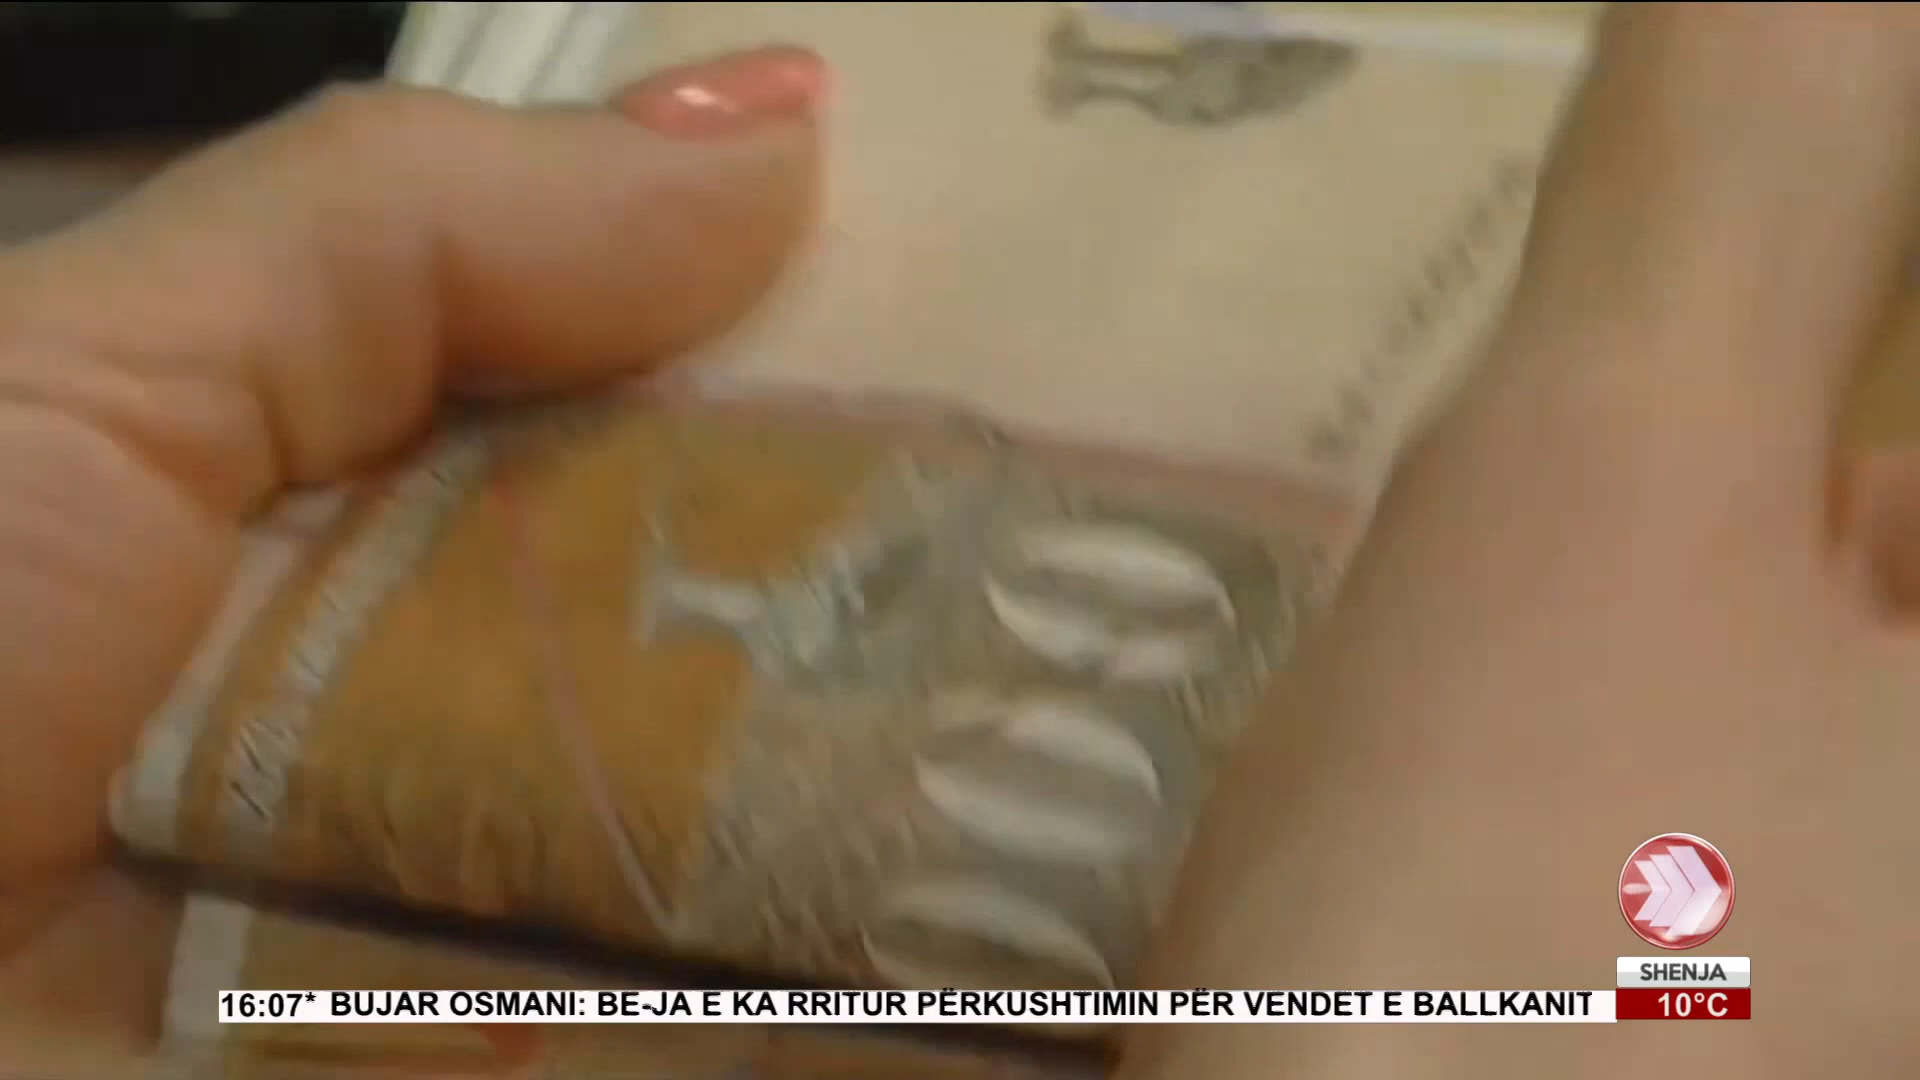 16:07* BUJAR OSMANI: BE-JA E KA RRITUR PËRKUSHTIMIN PËR VENDET E BALLKANIT
SHENJA
10°C